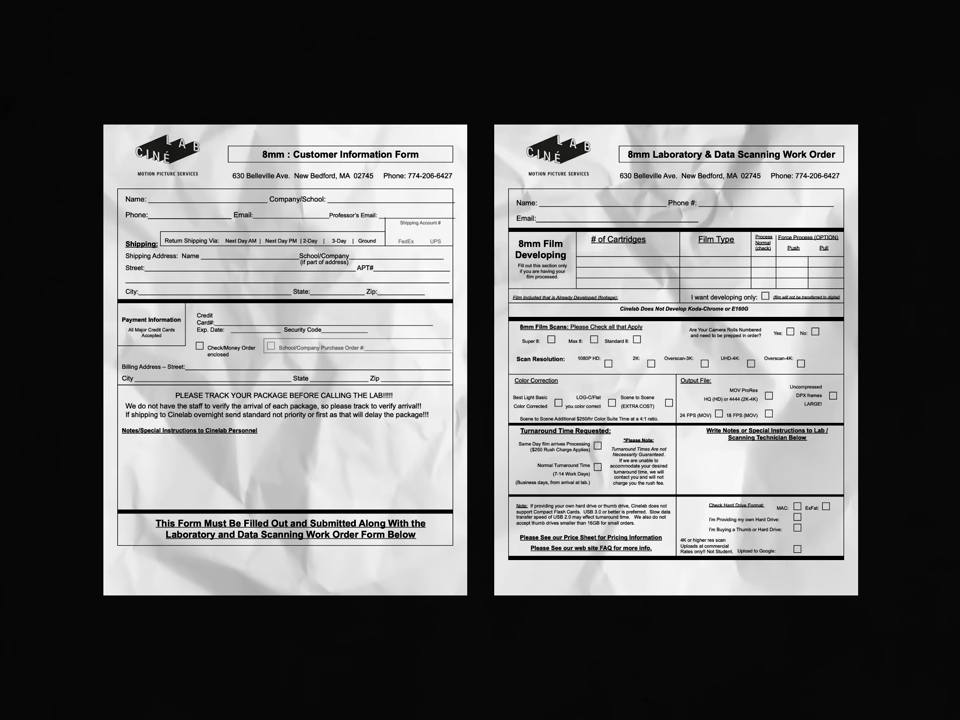 CINÉ LAB
MOTION PICTURE SERVICES
8mm : Customer Information Form
630 Belleville Ave. New Bedford, MA 02745 Phone: 774-206-6427
Name: Company/School:
Phone: Email: Professor's Email:
Shipping Account #
Shipping: Return Shipping Via: Next Day AM | Next Day PM | 2-Day | 3-Day | Ground FedEx UPS
Shipping Address: Name School/Company
(If part of address)
Street: APT#
City: State: Zip:
Payment Information
All Major Credit Cards
Accepted
Credit
Card#:
Exp. Date: Security Code
Check/Money Order
enclosed
School/Company Purchase Order #:
Billing Address – Street:
City State Zip
PLEASE TRACK YOUR PACKAGE BEFORE CALLING THE LAB!!!!!
We do not have the staff to verify the arrival of each package, so please track to verify arrival!!
If shipping to Cinelab overnight send standard not priority or first as that will delay the package!!!
Notes/Special Instructions to Cinelab Personnel
This Form Must Be Filled Out and Submitted Along With the
Laboratory and Data Scanning Work Order Form Below
CINÉ LAB
MOTION PICTURE SERVICES
8mm Laboratory & Data Scanning Work Order
630 Belleville Ave. New Bedford, MA 02745 Phone: 774-206-6427
Name: Phone #:
Email:
8mm Film
Developing
Fill out this section only
if you are having your
film processed.
# of Cartridges
Film Type
Process
Normal
(check)
Force Process (OPTION)
Push Pull
Film Included that is Already Developed (footage):
I want developing only: (film will not be transferred to digital)
Cinelab Does Not Develop Koda-Chrome or E160G
8mm Film Scans: Please Check all that Apply
Super 8: Max 8: Standard 8:
Are Your Camera Rolls Numbered
and need to be prepped in order?
Yes: No:
Scan Resolution: 1080P HD: 2K: Overscan-3K: UHD-4K: Overscan-4K:
Color Correction
Best Light Basic LOG-C/Flat Scene to Scene
Color Corrected you color correct (EXTRA COST)
Scene to Scene Additional $250/hr Color Suite Time at a 4:1 ratio.
Output File:
MOV ProRes
HQ (HD) or 4444 (2K-4K)
Uncompressed
DPX frames
LARGE!
24 FPS (MOV) 18 FPS (MOV)
Turnaround Time Requested:
Same Day film arrives Processing
($250 Rush Charge Applies)
Normal Turnaround Time
(7-14 Work Days)
(Business days, from arrival at lab.)
*Please Note:
Turnaround Times Are not
Necessarily Guaranteed.
If we are unable to
accommodate your desired
turnaround time, we will
contact you and will not
charge you the rush fee.
Write Notes or Special Instructions to Lab /
Scanning Technician Below
Note: If providing your own hard drive or thumb drive, Cinelab does not
support Compact Flash Cards. USB 3.0 or better is preferred. Slow data
transfer speed of USB 2.0 may effect turnaround time. We also do not
accept thumb drives smaller than 16GB for small orders.
Please See our Price Sheet for Pricing Information
Please See our web site FAQ for more info.
Check Hard Drive Format: MAC: ExFat:
I'm Providing my own Hard Drive:
I'm Buying a Thumb or Hard Drive:
4K or higher res scan
Uploads at commercial
Rates only!! Not Student. Upload to Google: